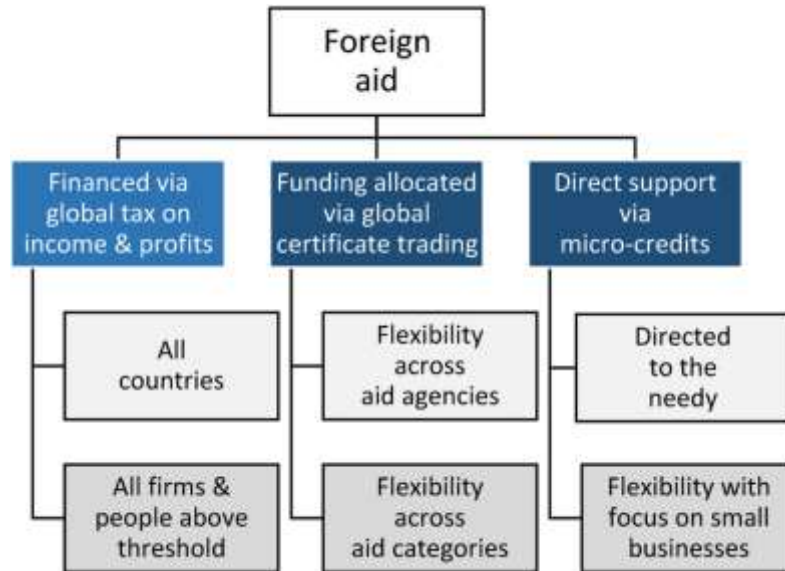 Foreign
aid
Financed via
global tax on
income & profits
Funding allocated
via global
certificate trading
Direct support
via
micro-credits
All
countries
Flexibility
across
aid agencies
Directed
to the
needy
All firms &
people above
threshold
Flexibility
across
aid categories
Flexibility with
focus on small
businesses